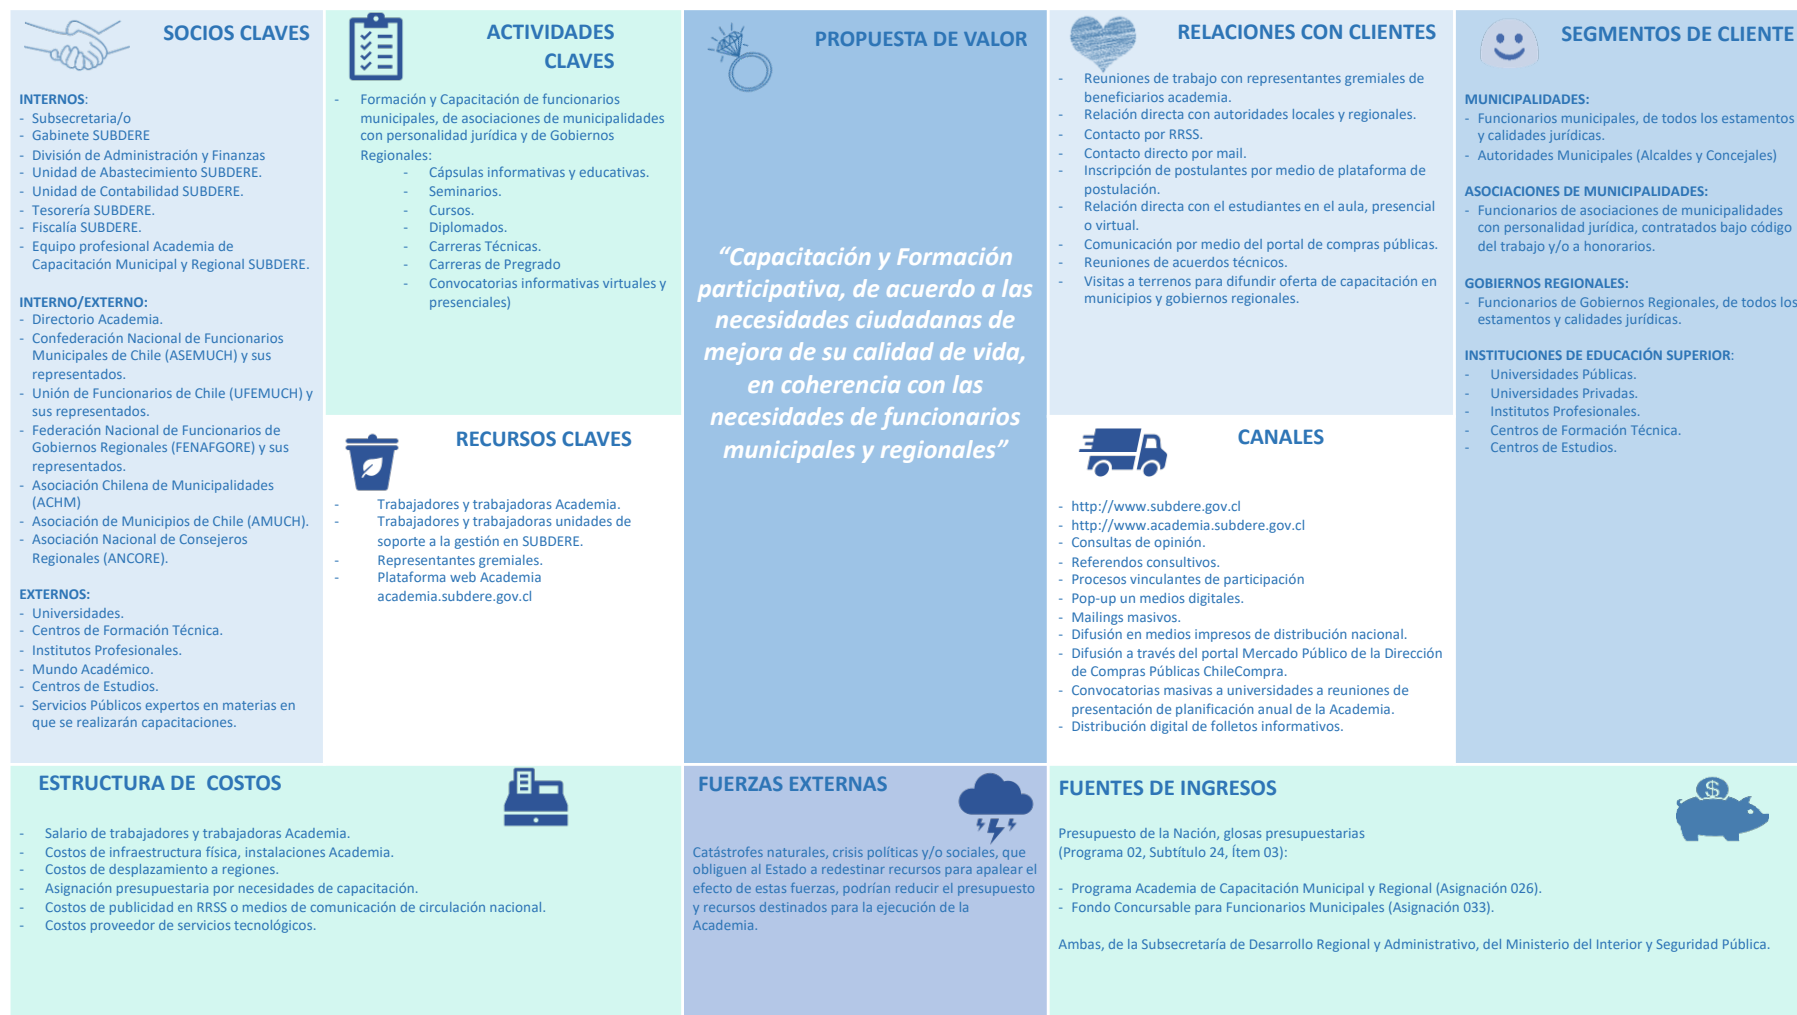 SOCIOS CLAVES
INTERNOS:
- Subsecretaria/o
- Gabinete SUBDERE
- División de Administración y Finanzas
- Unidad de Abastecimiento SUBDERE.
- Unidad de Contabilidad SUBDERE.
- Tesorería SUBDERE.
- Fiscalía SUBDERE.
- Equipo profesional Academia de
Capacitación Municipal y Regional SUBDERE.
INTERNO/EXTERNO:
- Directorio Academia.
- Confederación Nacional de Funcionarios
Municipales de Chile (ASEMUCH) y sus
representados.
- Unión de Funcionarios de Chile (UFEMUCH) y
sus representados.
- Federación Nacional de Funcionarios de
Gobiernos Regionales (FENAFGORE) y sus
representados.
- Asociación Chilena de Municipalidades
(ACHM)
- Asociación de Municipios de Chile (AMUCH).
- Asociación Nacional de Consejeros
Regionales (ANCORE).
EXTERNOS:
- Universidades.
- Centros de Formación Técnica.
- Institutos Profesionales.
- Mundo Académico.
- Centros de Estudios.
- Servicios Públicos expertos en materias en
que se realizarán capacitaciones.
ACTIVIDADES
CLAVES
- Formación y Capacitación de funcionarios
municipales, de asociaciones de municipalidades
con personalidad jurídica y de Gobiernos
Regionales:
- Cápsulas informativas y educativas.
- Seminarios.
- Cursos.
- Diplomados.
- Carreras Técnicas.
- Carreras de Pregrado
- Convocatorias informativas virtuales y
presenciales)
RECURSOS CLAVES
- Trabajadores y trabajadoras Academia.
- Trabajadores y trabajadoras unidades de
soporte a la gestión en SUBDERE.
- Representantes gremiales.
- Plataforma web Academia
academia.subdere.gov.cl
PROPUESTA DE VALOR
“Capacitación y Formación
participativa, de acuerdo a las
necesidades ciudadanas de
mejora de su calidad de vida,
en coherencia con las
necesidades de funcionarios
municipales y regionales”
RELACIONES CON CLIENTES
- Reuniones de trabajo con representantes gremiales de
beneficiarios academia.
- Relación directa con autoridades locales y regionales.
- Contacto por RRSS.
- Contacto directo por mail.
- Inscripción de postulantes por medio de plataforma de
postulación.
- Relación directa con el estudiantes en el aula, presencial
o virtual.
- Comunicación por medio del portal de compras públicas.
- Reuniones de acuerdos técnicos.
- Visitas a terrenos para difundir oferta de capacitación en
municipios y gobiernos regionales.
CANALES
- http://www.subdere.gov.cl
- http://www.academia.subdere.gov.cl
- Consultas de opinión.
- Referendos consultivos.
- Procesos vinculantes de participación
- Pop-up un medios digitales.
- Mailings masivos.
- Difusión en medios impresos de distribución nacional.
- Difusión a través del portal Mercado Público de la Dirección
de Compras Públicas ChileCompra.
- Convocatorias masivas a universidades a reuniones de
presentación de planificación anual de la Academia.
- Distribución digital de folletos informativos.
SEGMENTOS DE CLIENTE
MUNICIPALIDADES:
- Funcionarios municipales, de todos los estamentos
y calidades jurídicas.
- Autoridades Municipales (Alcaldes y Concejales)
ASOCIACIONES DE MUNICIPALIDADES:
- Funcionarios de asociaciones de municipalidades
con personalidad jurídica, contratados bajo código
del trabajo y/o a honorarios.
GOBIERNOS REGIONALES:
- Funcionarios de Gobiernos Regionales, de todos los
estamentos y calidades jurídicas.
INSTITUCIONES DE EDUCACIÓN SUPERIOR:
- Universidades Públicas.
- Universidades Privadas.
- Institutos Profesionales.
- Centros de Formación Técnica.
- Centros de Estudios.
ESTRUCTURA DE COSTOS
- Salario de trabajadores y trabajadoras Academia.
- Costos de infraestructura física, instalaciones Academia.
- Costos de desplazamiento a regiones.
- Asignación presupuestaria por necesidades de capacitación.
- Costos de publicidad en RRSS o medios de comunicación de circulación nacional.
- Costos proveedor de servicios tecnológicos.
FUERZAS EXTERNAS
Catástrofes naturales, crisis políticas y/o sociales, que
obliguen al Estado a redestinar recursos para apalear el
efecto de estas fuerzas, podrían reducir el presupuesto
y recursos destinados para la ejecución de la
Academia.
FUENTES DE INGRESOS
$
Presupuesto de la Nación, glosas presupuestarias
(Programa 02, Subtítulo 24, Ítem 03):
- Programa Academia de Capacitación Municipal y Regional (Asignación 026).
- Fondo Concursable para Funcionarios Municipales (Asignación 033).
Ambas, de la Subsecretaría de Desarrollo Regional y Administrativo, del Ministerio del Interior y Seguridad Pública.